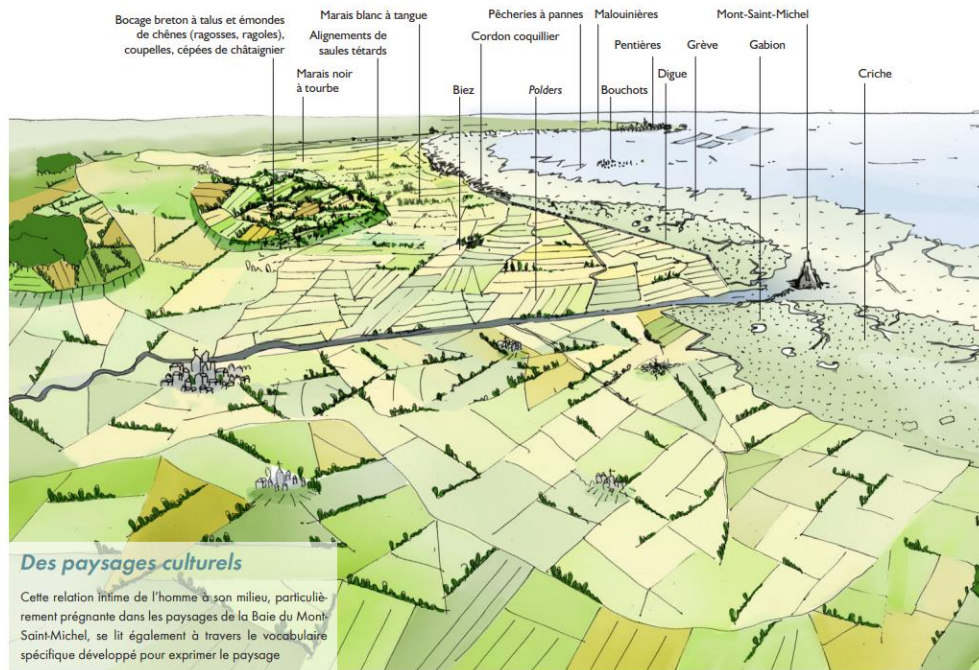 Bocage breton à talus et émondes
de chênes (ragosses, ragoles),
coupelles, cépées de châtaignier
Marais noir
à tourbe
Alignements de
saules tétards
Marais blanc à tangue
Biez
Cordon coquillier
Polders
Pêcheries à pannes
Malouinières
Bouchots
Pentières
Digue
Grève
Gabion
Mont-Saint-Michel
Criche
Des paysages culturels
Cette relation intime de l'homme à son milieu, particuliè-
rement prégnante dans les paysages de la Baie du Mont-
Saint-Michel, se lit également à travers le vocabulaire
spécifique développé pour exprimer le paysage